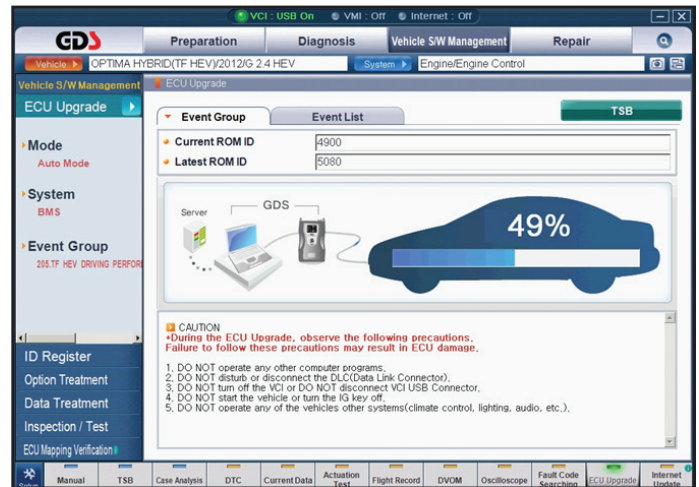 VCI : USB On VMI : Off Internet : Off
GDS
Preparation Diagnosis Vehicle S/W Management Repair
Vehicle OPTIMA HYBRID(TF HEV)/2012/G 2.4 HEV System Engine/Engine Control
Vehicle S/W Management
ECU Upgrade
ECU Upgrade
Event Group Event List TSB
Current ROM ID 4900
Latest ROM ID 5080
Mode
Auto Mode
System
BMS
Event Group
205.TF HEV DRIVING PERFOR
Server GDS
49%
CAUTION
•During the ECU Upgrade, observe the following precautions,
Failure to follow these precautions may result in ECU damage,
1, DO NOT operate any other computer programs,
2, DO NOT disturb or disconnect the DLC(Data Link Connector),
3, DO NOT turn off the VCI or DO NOT disconnect VCI USB Connector,
4, DO NOT start the vehicle or turn the IG key off,
5, DO NOT operate any of the vehicles other systems(climate control, lighting, audio, etc,),
ID Register
Option Treatment
Data Treatment
Inspection / Test
ECU Mapping Verification
Setup Manual TSB Case Analysis DTC Current Data Actuation Test Flight Record DVOM Oscilloscope Fault Code Searching ECU Upgrade Internet Update